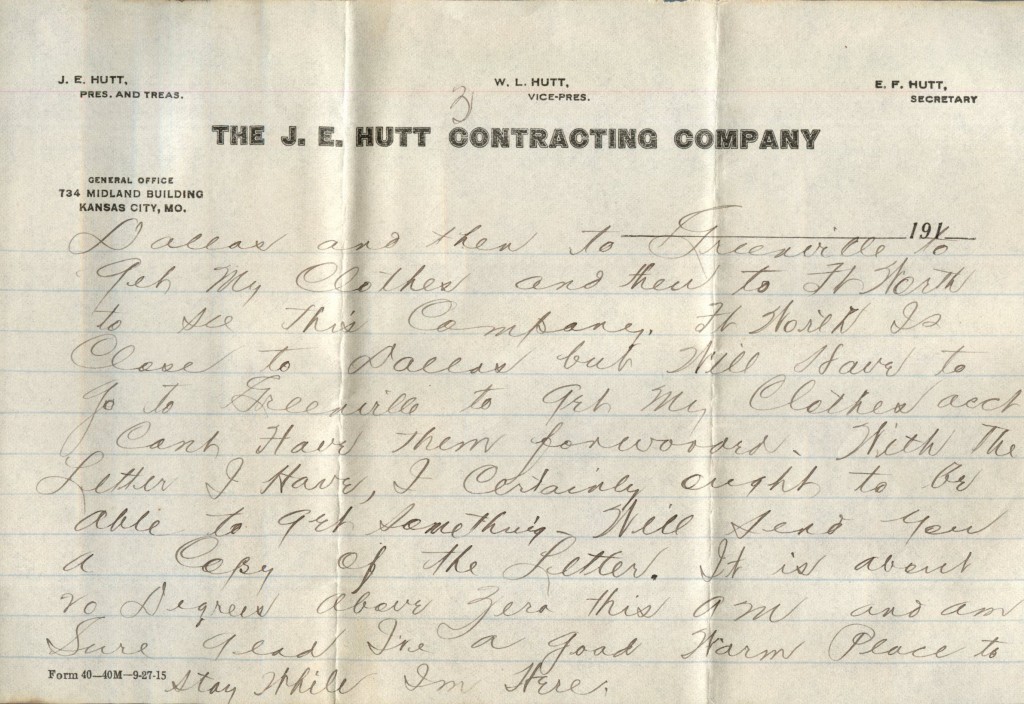 J. E. HUTT,
PRES. AND TREAS.
W. L. HUTT,
VICE-PRES.
E. F. HUTT,
SECRETARY
3
THE J. E. HUTT CONTRACTING COMPANY
GENERAL OFFICE
734 MIDLAND BUILDING
KANSAS CITY, MO.
191
Dallas and then to Greenville to
Get My Clothes and then to Ft Worth
to see this Company. Ft Worth Is
Close to Dallas but Will Have to
go to Greenville to Get My Clothes acct
Cant Have them forwoard. With The
Letter I Have, I Certainly ought to Be
able to get something- Will send you
a Copy of the Letter. It is about
20 Degrees above Zero this am and am
Sure glad I've a good Warm Place to
Stay While Im Here.
Form 40—40M—9-27-15